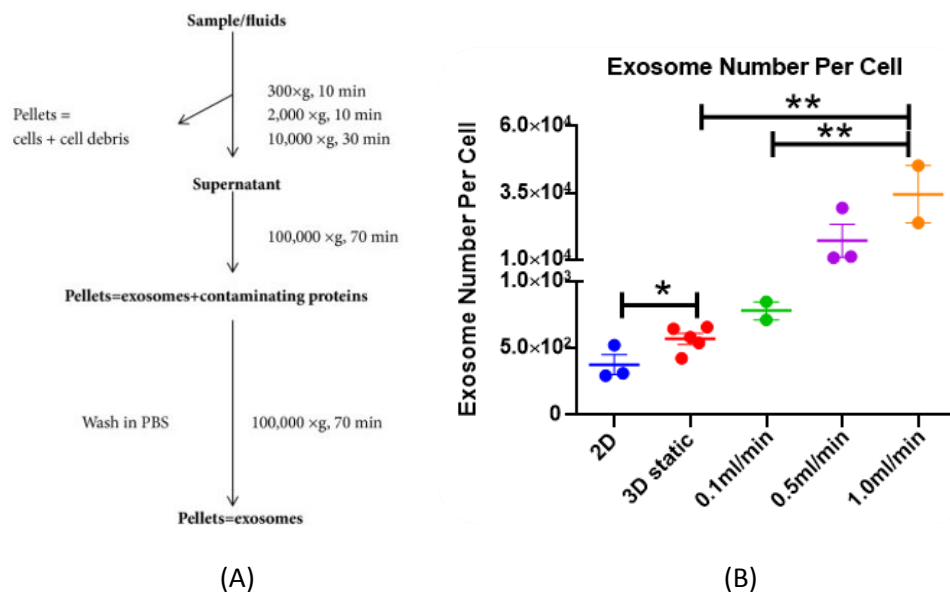 Sample/fluids
300×g, 10 min
Pellets =
2,000 ×g, 10 min
cells + cell debris
10,000 ×g, 30 min
Supernatant
100,000 ×g, 70 min
Pellets=exosomes+contaminating proteins
Wash in PBS
100,000 ×g, 70 min
Pellets=exosomes
(A)
Exosome Number Per Cell
**
**
*
Exosome Number Per Cell
6.0×10⁴
3.5×10⁴
1.0×10⁴
1.0×10³
5.0×10²
0
2D
3D static
0.1ml/min
0.5ml/min
1.0ml/min
(B)